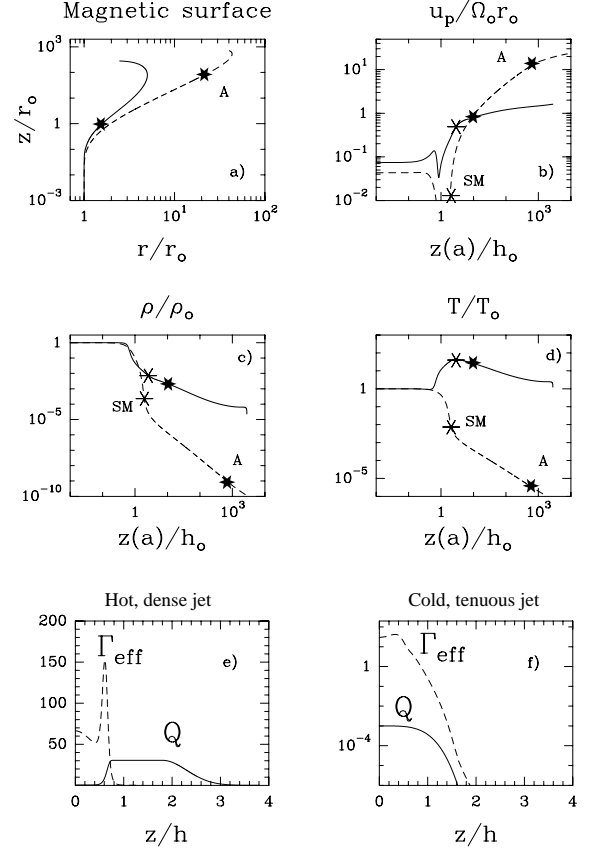 Magnetic surface
u_p/Ω_o r_o
10^3
z/r_o
1
10^-3
A
a)
1
10^1
10^2
r/r_o
10^1
1
10^-1
10^-2
A
SM
b)
1
10^3
z(a)/h_o
ρ/ρ_o
T/T_o
1
10^-5
10^-10
c)
SM
A
1
10^3
z(a)/h_o
1
10^-5
d)
SM
A
1
10^3
z(a)/h_o
Hot, dense jet
Cold, tenuous jet
200
150
100
50
Γ_eff
Q
e)
0
1
2
3
4
z/h
1
10^-4
Γ_eff
Q
f)
0
1
2
3
4
z/h